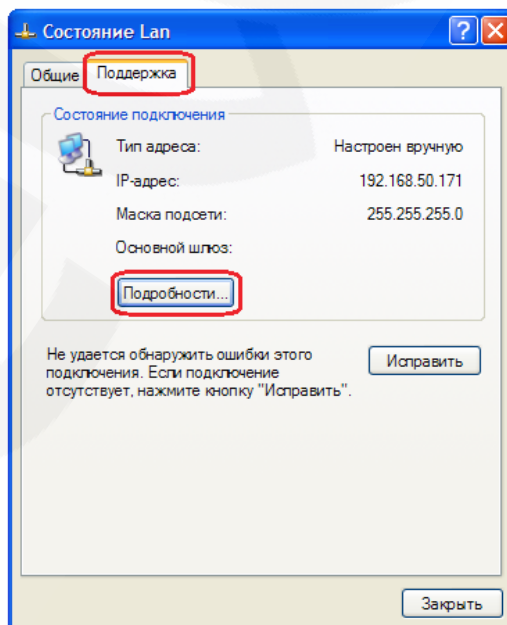 Состояние Lan
Общие Поддержка
Состояние подключения
Тип адреса: Настроен вручную
IP-адрес: 192.168.50.171
Маска подсети: 255.255.255.0
Основной шлюз:
Подробности...
Не удается обнаружить ошибки этого
подключения. Если подключение
отсутствует, нажмите кнопку "Исправить".
Исправить
Закрыть